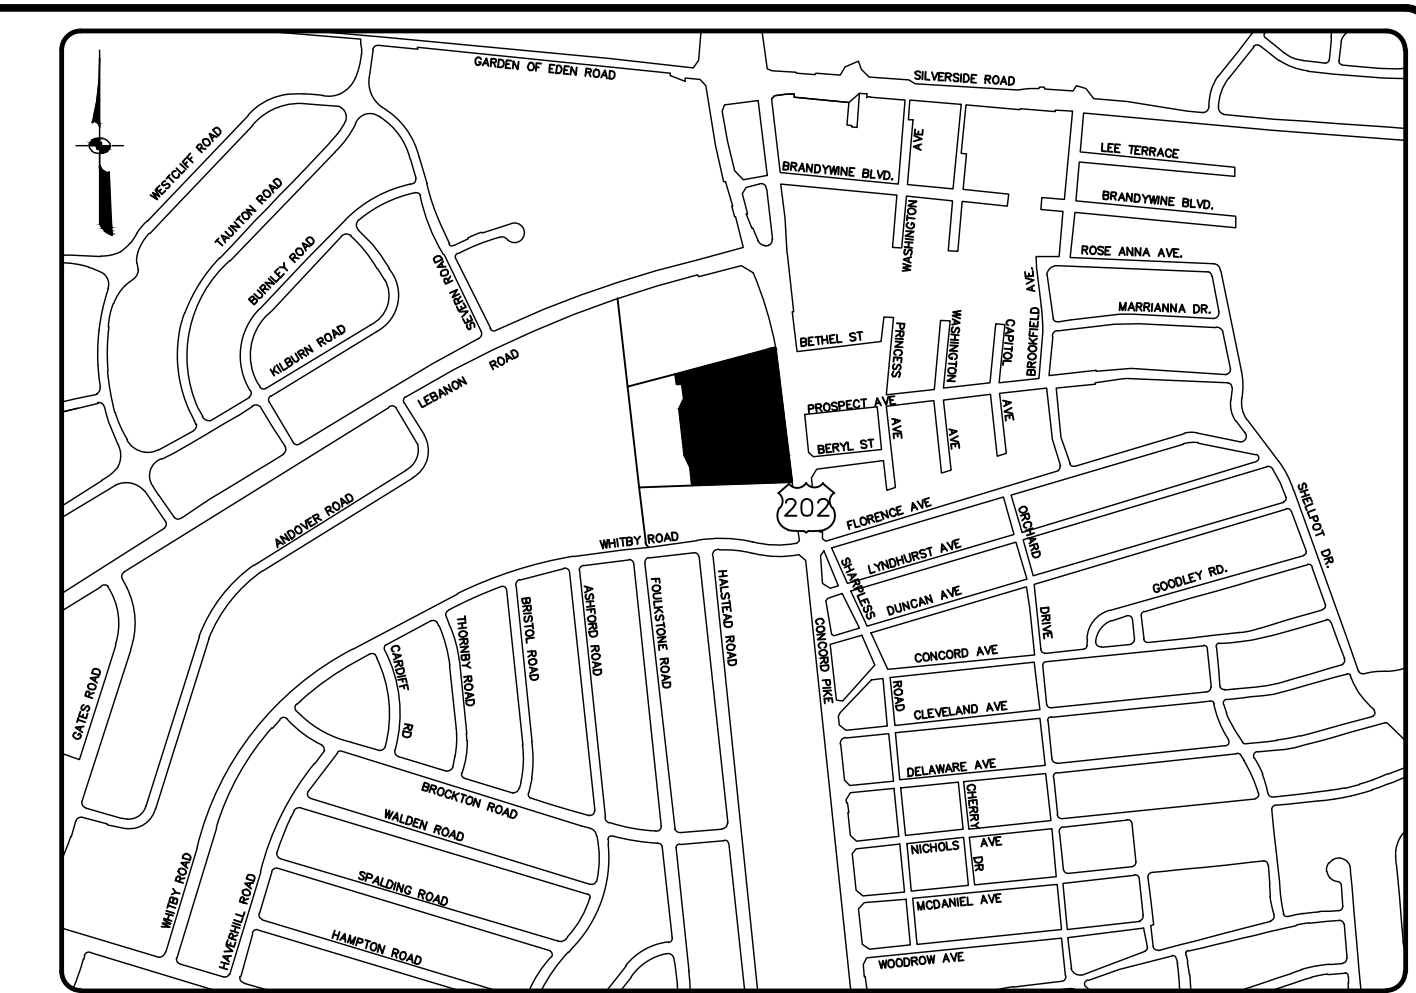 GARDEN OF EDEN ROAD
SILVERSIDE ROAD
WESTCLIFF ROAD
TAUNTON ROAD
BURNLEY ROAD
KILBURN ROAD
SEVERN ROAD
LEBANON ROAD
ANDOVER ROAD
AVE
WASHINGTON
BRANDYWINE BLVD.
LEE TERRACE
BRANDYWINE BLVD.
ROSE ANNA AVE.
MARRIANNA DR.
BROOKFIELD AVE.
BETHEL ST
PRINCESS
AVE
WASHINGTON
AVE
CAPITOL
AVE
PROSPECT AVE
BERYL ST
202
FLORENCE AVE
LYNDHURST AVE
DUNCAN AVE
ORCHARD
DRIVE
SHELLPOT DR.
GOODLEY RD.
SHARPLESS
ROAD
CONCORD AVE
CLEVELAND AVE
DELAWARE AVE
CHERRY
DR
NICHOLS AVE
MCDANIEL AVE
WOODROW AVE
CONCORD PIKE
WHITBY ROAD
HALSTEAD ROAD
FOULKSTONE ROAD
ASHFORD ROAD
BRISTOL ROAD
THORNBY ROAD
CARDIFF
RD
GATES ROAD
BROCKTON ROAD
WALDEN ROAD
SPALDING ROAD
HAMPTON ROAD
WHITBY ROAD
HAVERHILL ROAD